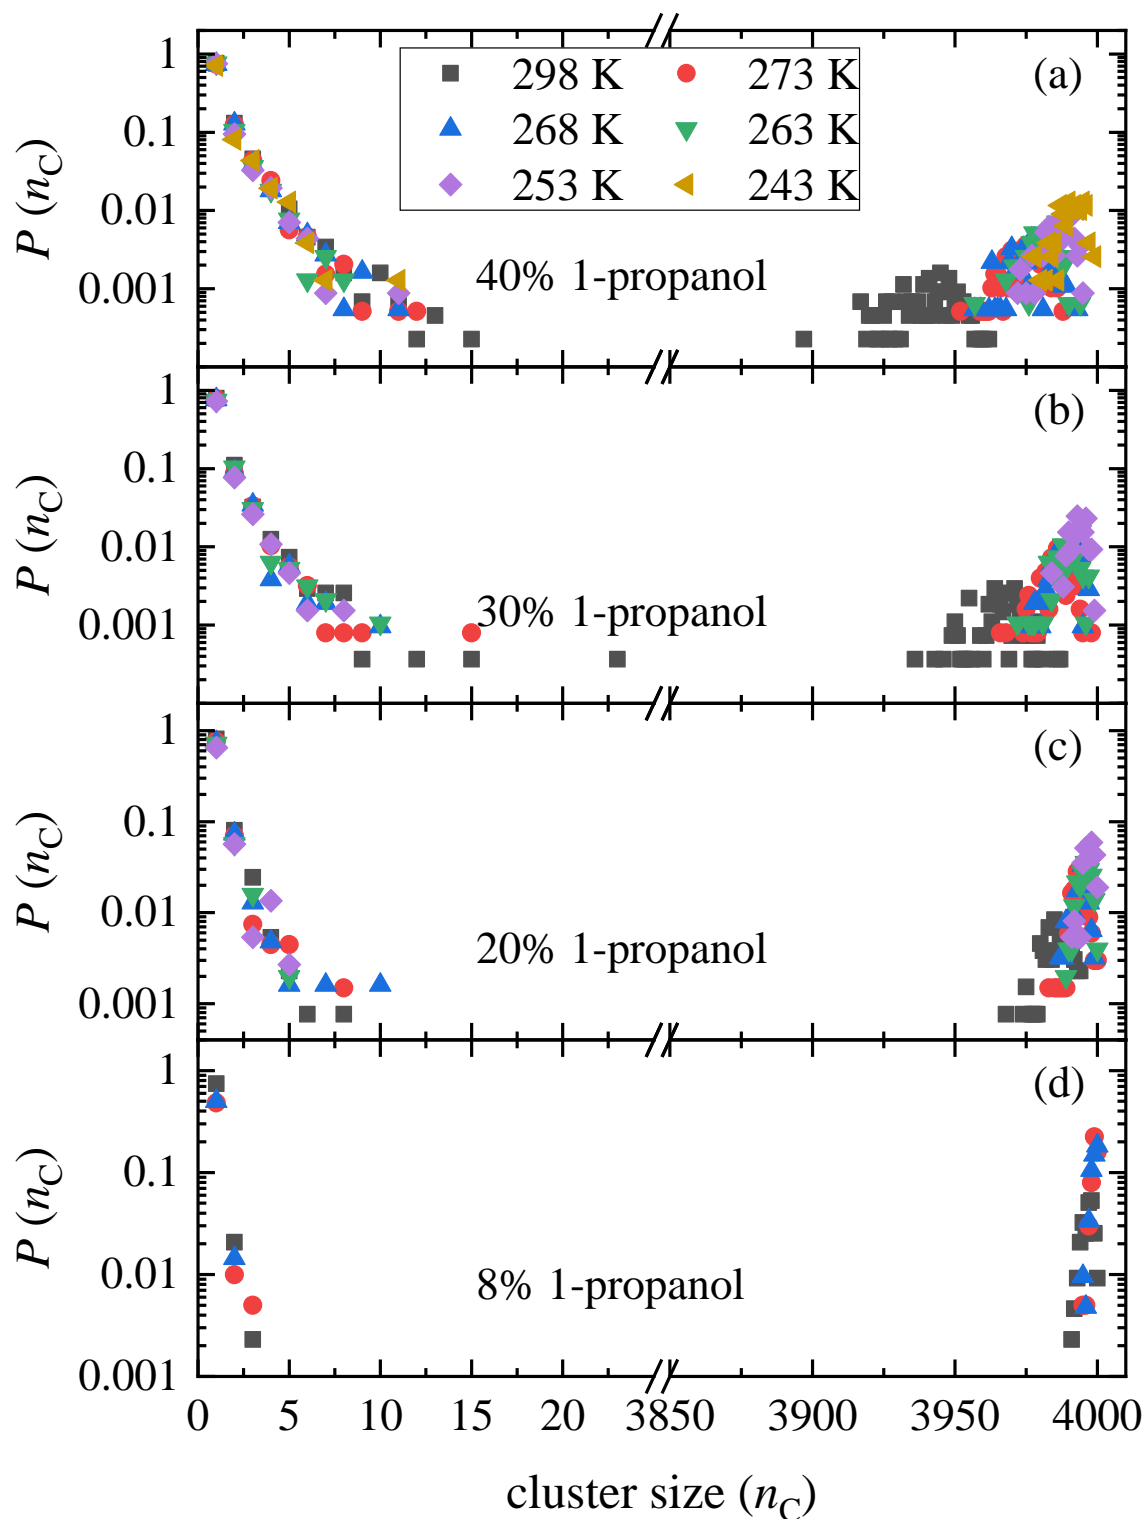 (a)
298 K 273 K
268 K 263 K
253 K 243 K
1
0.1
0.01
0.001
P (nC)
40% 1-propanol
(b)
1
0.1
0.01
0.001
P (nC)
30% 1-propanol
(c)
1
0.1
0.01
0.001
P (nC)
20% 1-propanol
(d)
1
0.1
0.01
0.001
P (nC)
8% 1-propanol
0 5 10 15 20 3850 3900 3950 4000
cluster size (nC)